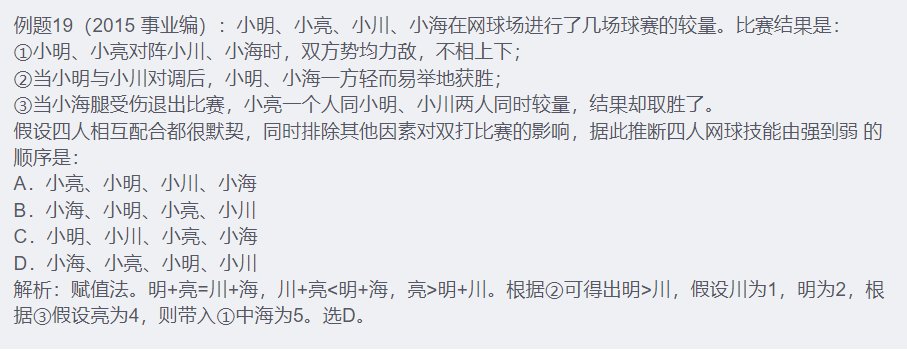 例题19（2015 事业编）：小明、小亮、小川、小海在网球场进行了几场球赛的较量。比赛结果是：
①小明、小亮对阵小川、小海时，双方势均力敌，不相上下；
②当小明与小川对调后，小明、小海一方轻而易举地获胜；
③当小海腿受伤退出比赛，小亮一个人同小明、小川两人同时较量，结果却取胜了。
假设四人相互配合都很默契，同时排除其他因素对双打比赛的影响，据此推断四人网球技能由强到弱 的
顺序是：
A．小亮、小明、小川、小海
B．小海、小明、小亮、小川
C．小明、小川、小亮、小海
D．小海、小亮、小明、小川
解析：赋值法。明+亮=川+海，川+亮<明+海，亮>明+川。根据②可得出明>川，假设川为1，明为2，根
据③假设亮为4，则带入①中海为5。选D。